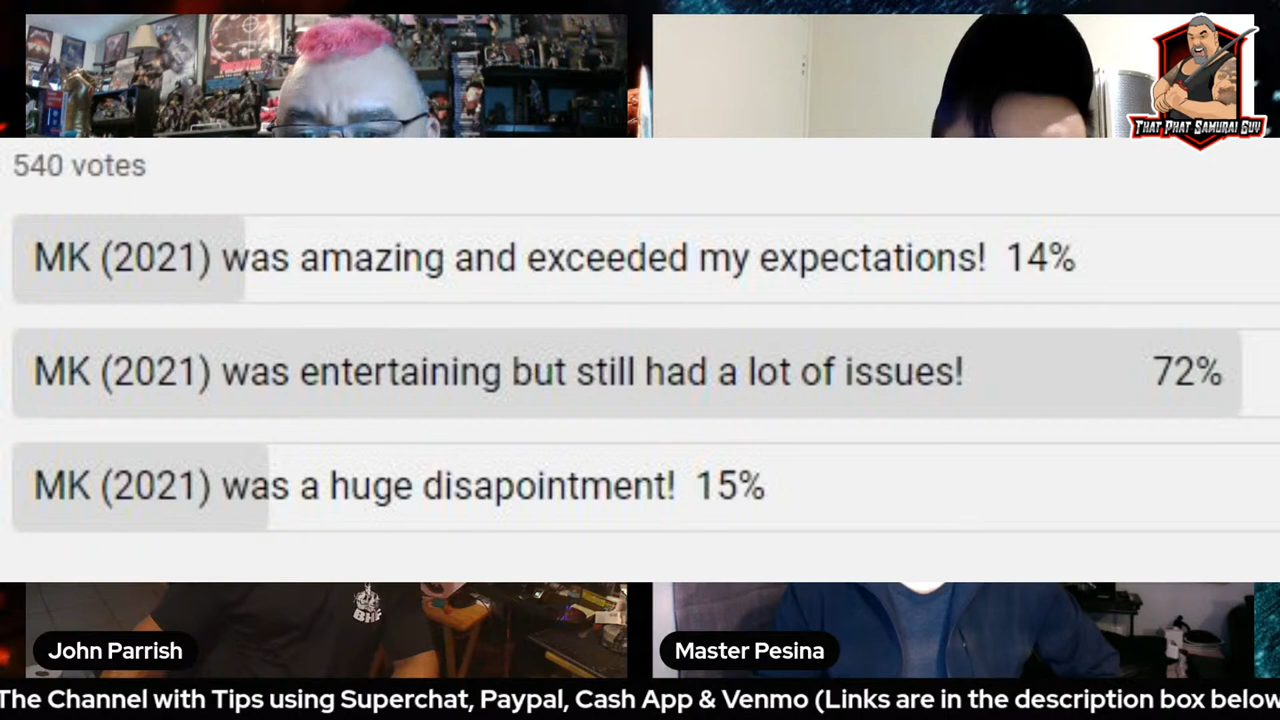 THAT PHAT SAMURAI GUY
540 votes
MK (2021) was amazing and exceeded my expectations! 14%
MK (2021) was entertaining but still had a lot of issues! 72%
MK (2021) was a huge disapointment! 15%
BHP
John Parrish
Master Pesina
The Channel with Tips using Superchat, Paypal, Cash App & Venmo (Links are in the description box below